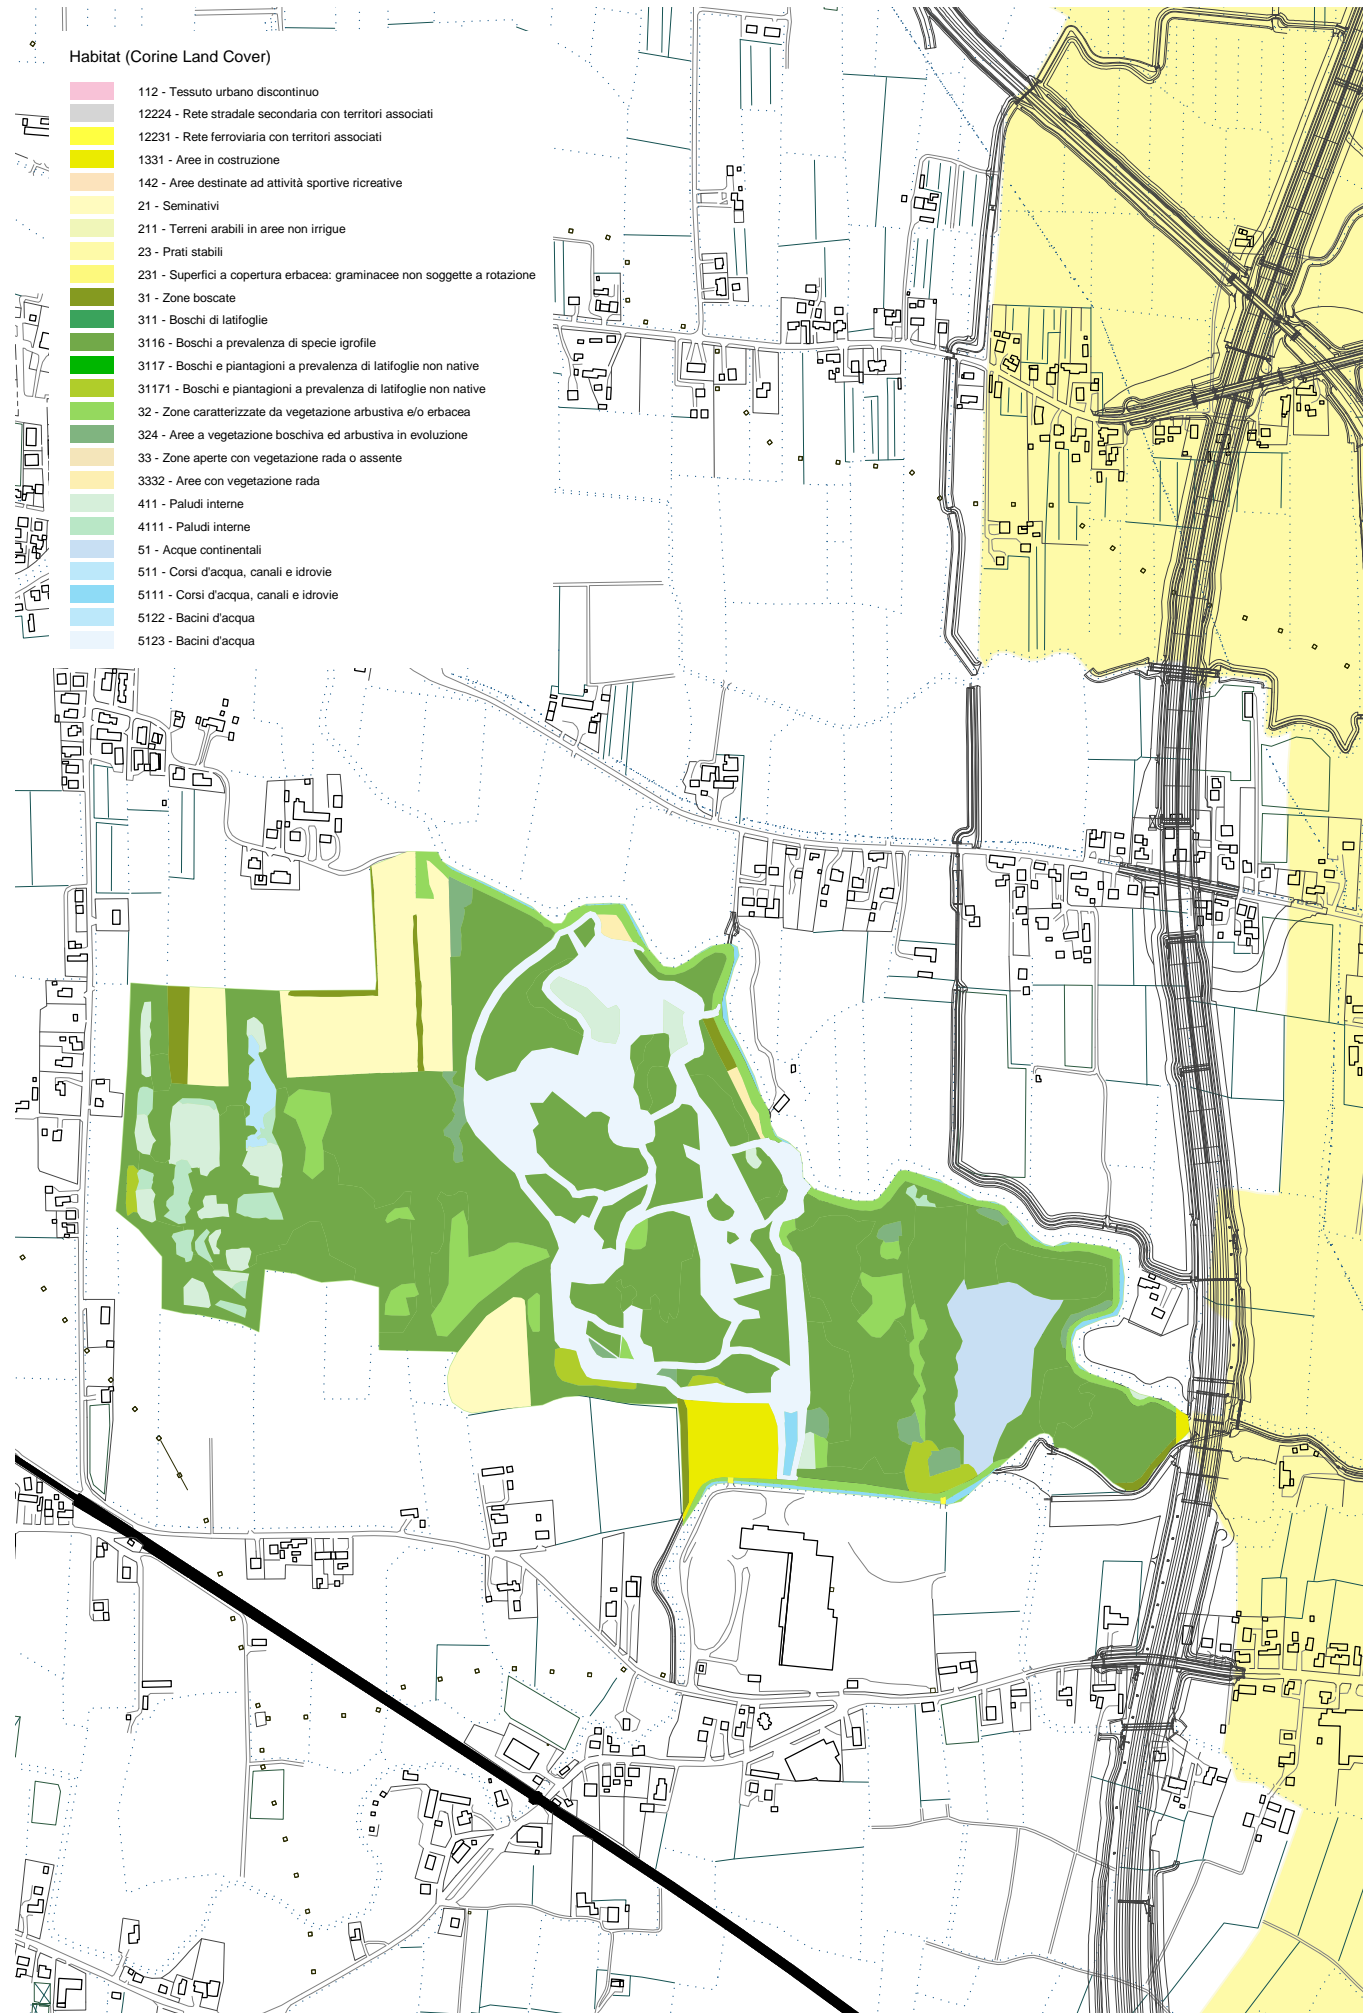 Habitat (Corine Land Cover)
112 - Tessuto urbano discontinuo
12224 - Rete stradale secondaria con territori associati
12231 - Rete ferroviaria con territori associati
1331 - Aree in costruzione
142 - Aree destinate ad attività sportive ricreative
21 - Seminativi
211 - Terreni arabili in aree non irrigue
23 - Prati stabili
231 - Superfici a copertura erbacea: graminacee non soggette a rotazione
31 - Zone boscate
311 - Boschi di latifoglie
3116 - Boschi a prevalenza di specie igrofile
3117 - Boschi e piantagioni a prevalenza di latifoglie non native
31171 - Boschi e piantagioni a prevalenza di latifoglie non native
32 - Zone caratterizzate da vegetazione arbustiva e/o erbacea
324 - Aree a vegetazione boschiva ed arbustiva in evoluzione
33 - Zone aperte con vegetazione rada o assente
3332 - Aree con vegetazione rada
411 - Paludi interne
4111 - Paludi interne
51 - Acque continentali
511 - Corsi d'acqua, canali e idrovie
5111 - Corsi d'acqua, canali e idrovie
5122 - Bacini d'acqua
5123 - Bacini d'acqua